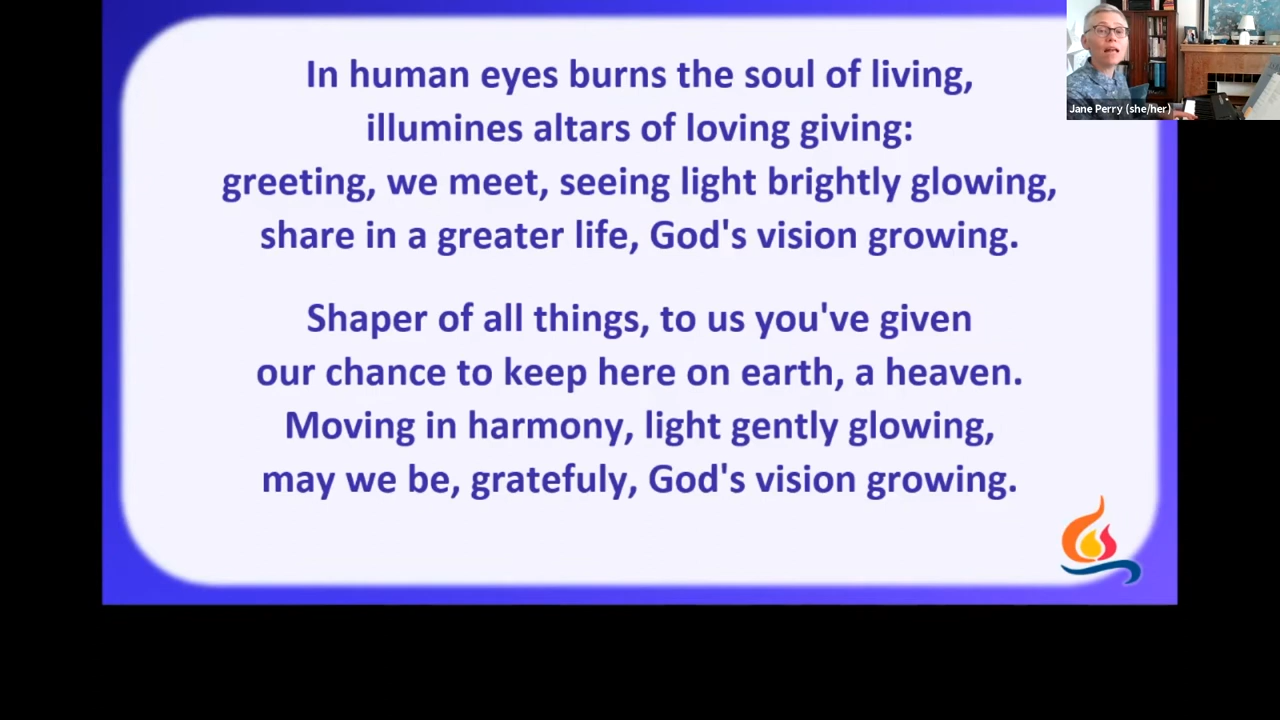 In human eyes burns the soul of living,
illumines altars of loving giving:
greeting, we meet, seeing light brightly glowing,
share in a greater life, God's vision growing.
Shaper of all things, to us you've given
our chance to keep here on earth, a heaven.
Moving in harmony, light gently glowing,
may we be, gratefuly, God's vision growing.
Jane Perry (she/her)